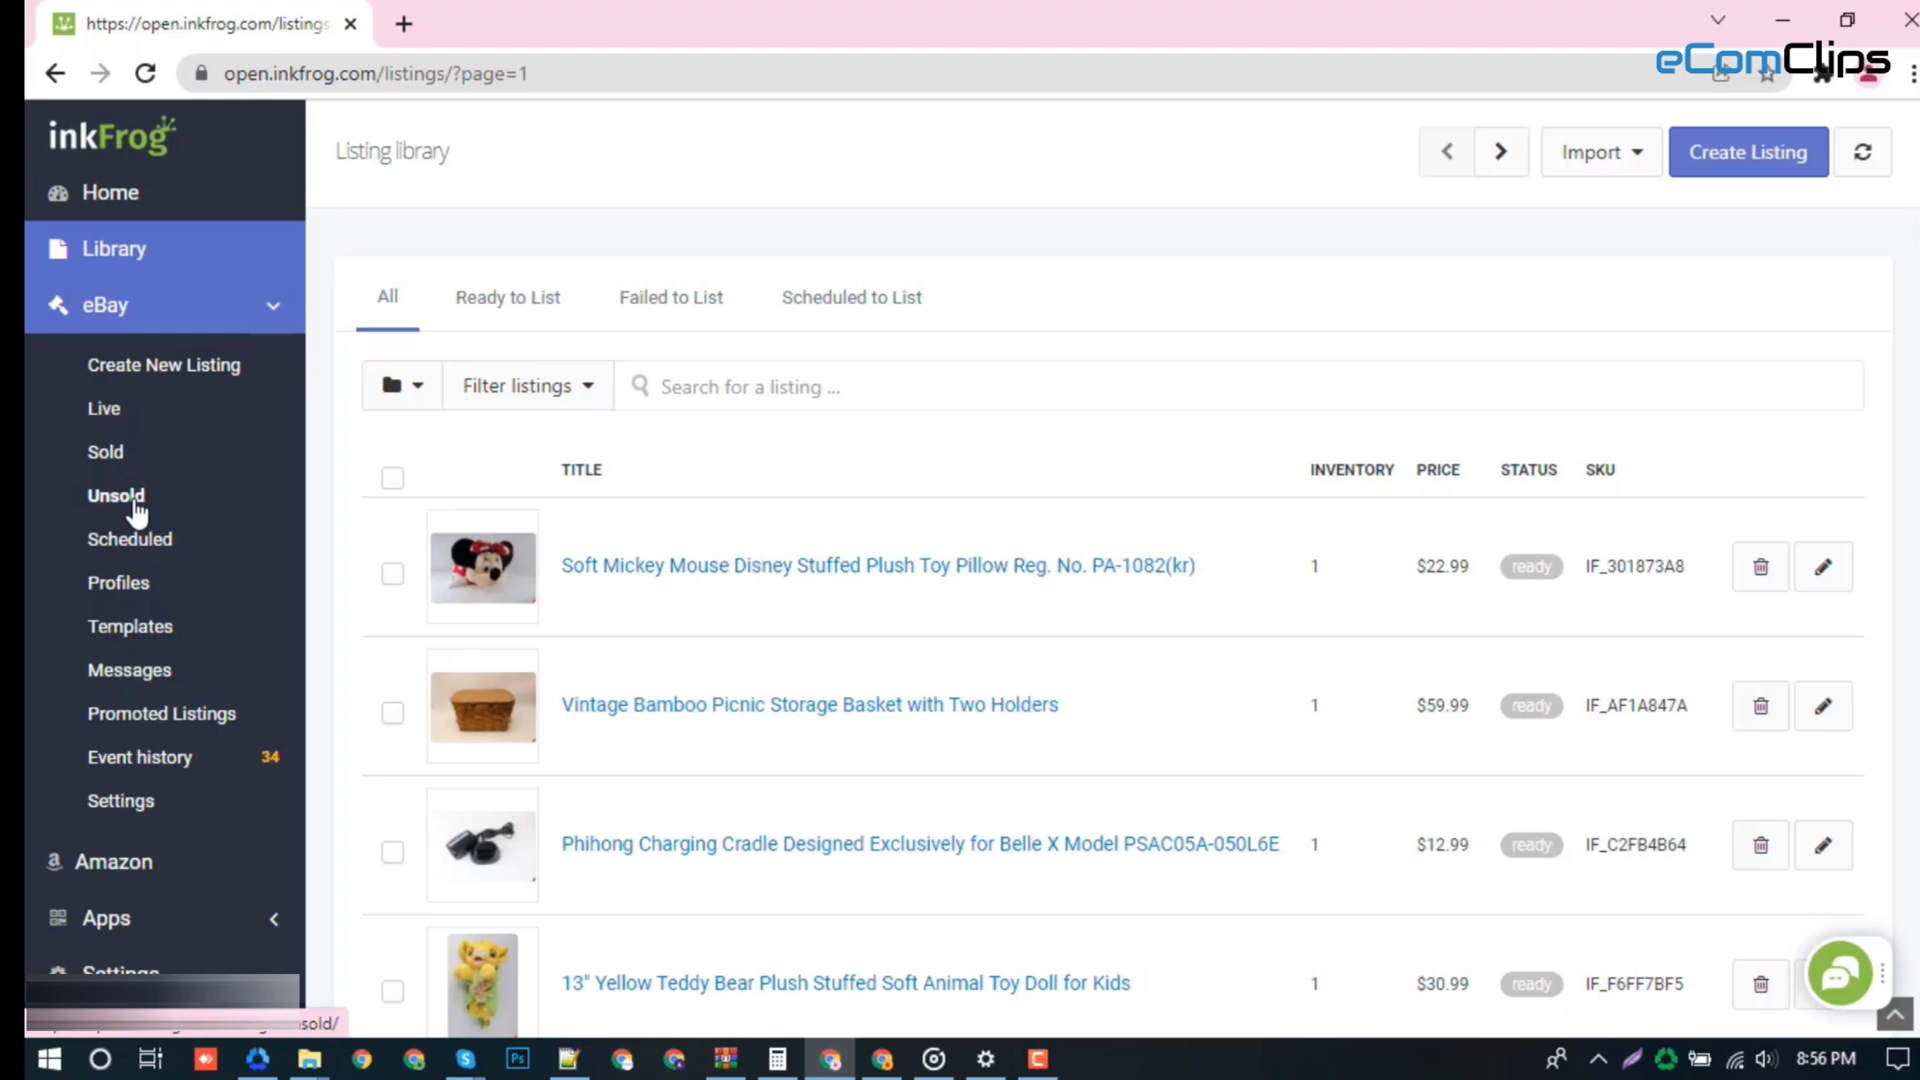 https://open.inkfrog.com/listings
open.inkfrog.com/listings/?page=1
eComClips
inkFrog
Home
Library
eBay
Create New Listing
Live
Sold
Unsold
Scheduled
Profiles
Templates
Messages
Promoted Listings
Event history 34
Settings
Amazon
Apps
Settings
sold/
Listing library
Import
Create Listing
All Ready to List Failed to List Scheduled to List
Filter listings Search for a listing ...
TITLE INVENTORY PRICE STATUS SKU
Soft Mickey Mouse Disney Stuffed Plush Toy Pillow Reg. No. PA-1082(kr) 1 $22.99 ready IF_301873A8
Vintage Bamboo Picnic Storage Basket with Two Holders 1 $59.99 ready IF_AF1A847A
Phihong Charging Cradle Designed Exclusively for Belle X Model PSAC05A-050L6E 1 $12.99 ready IF_C2FB4B64
13" Yellow Teddy Bear Plush Stuffed Soft Animal Toy Doll for Kids 1 $30.99 ready IF_F6FF7BF5
Ps
8:56 PM